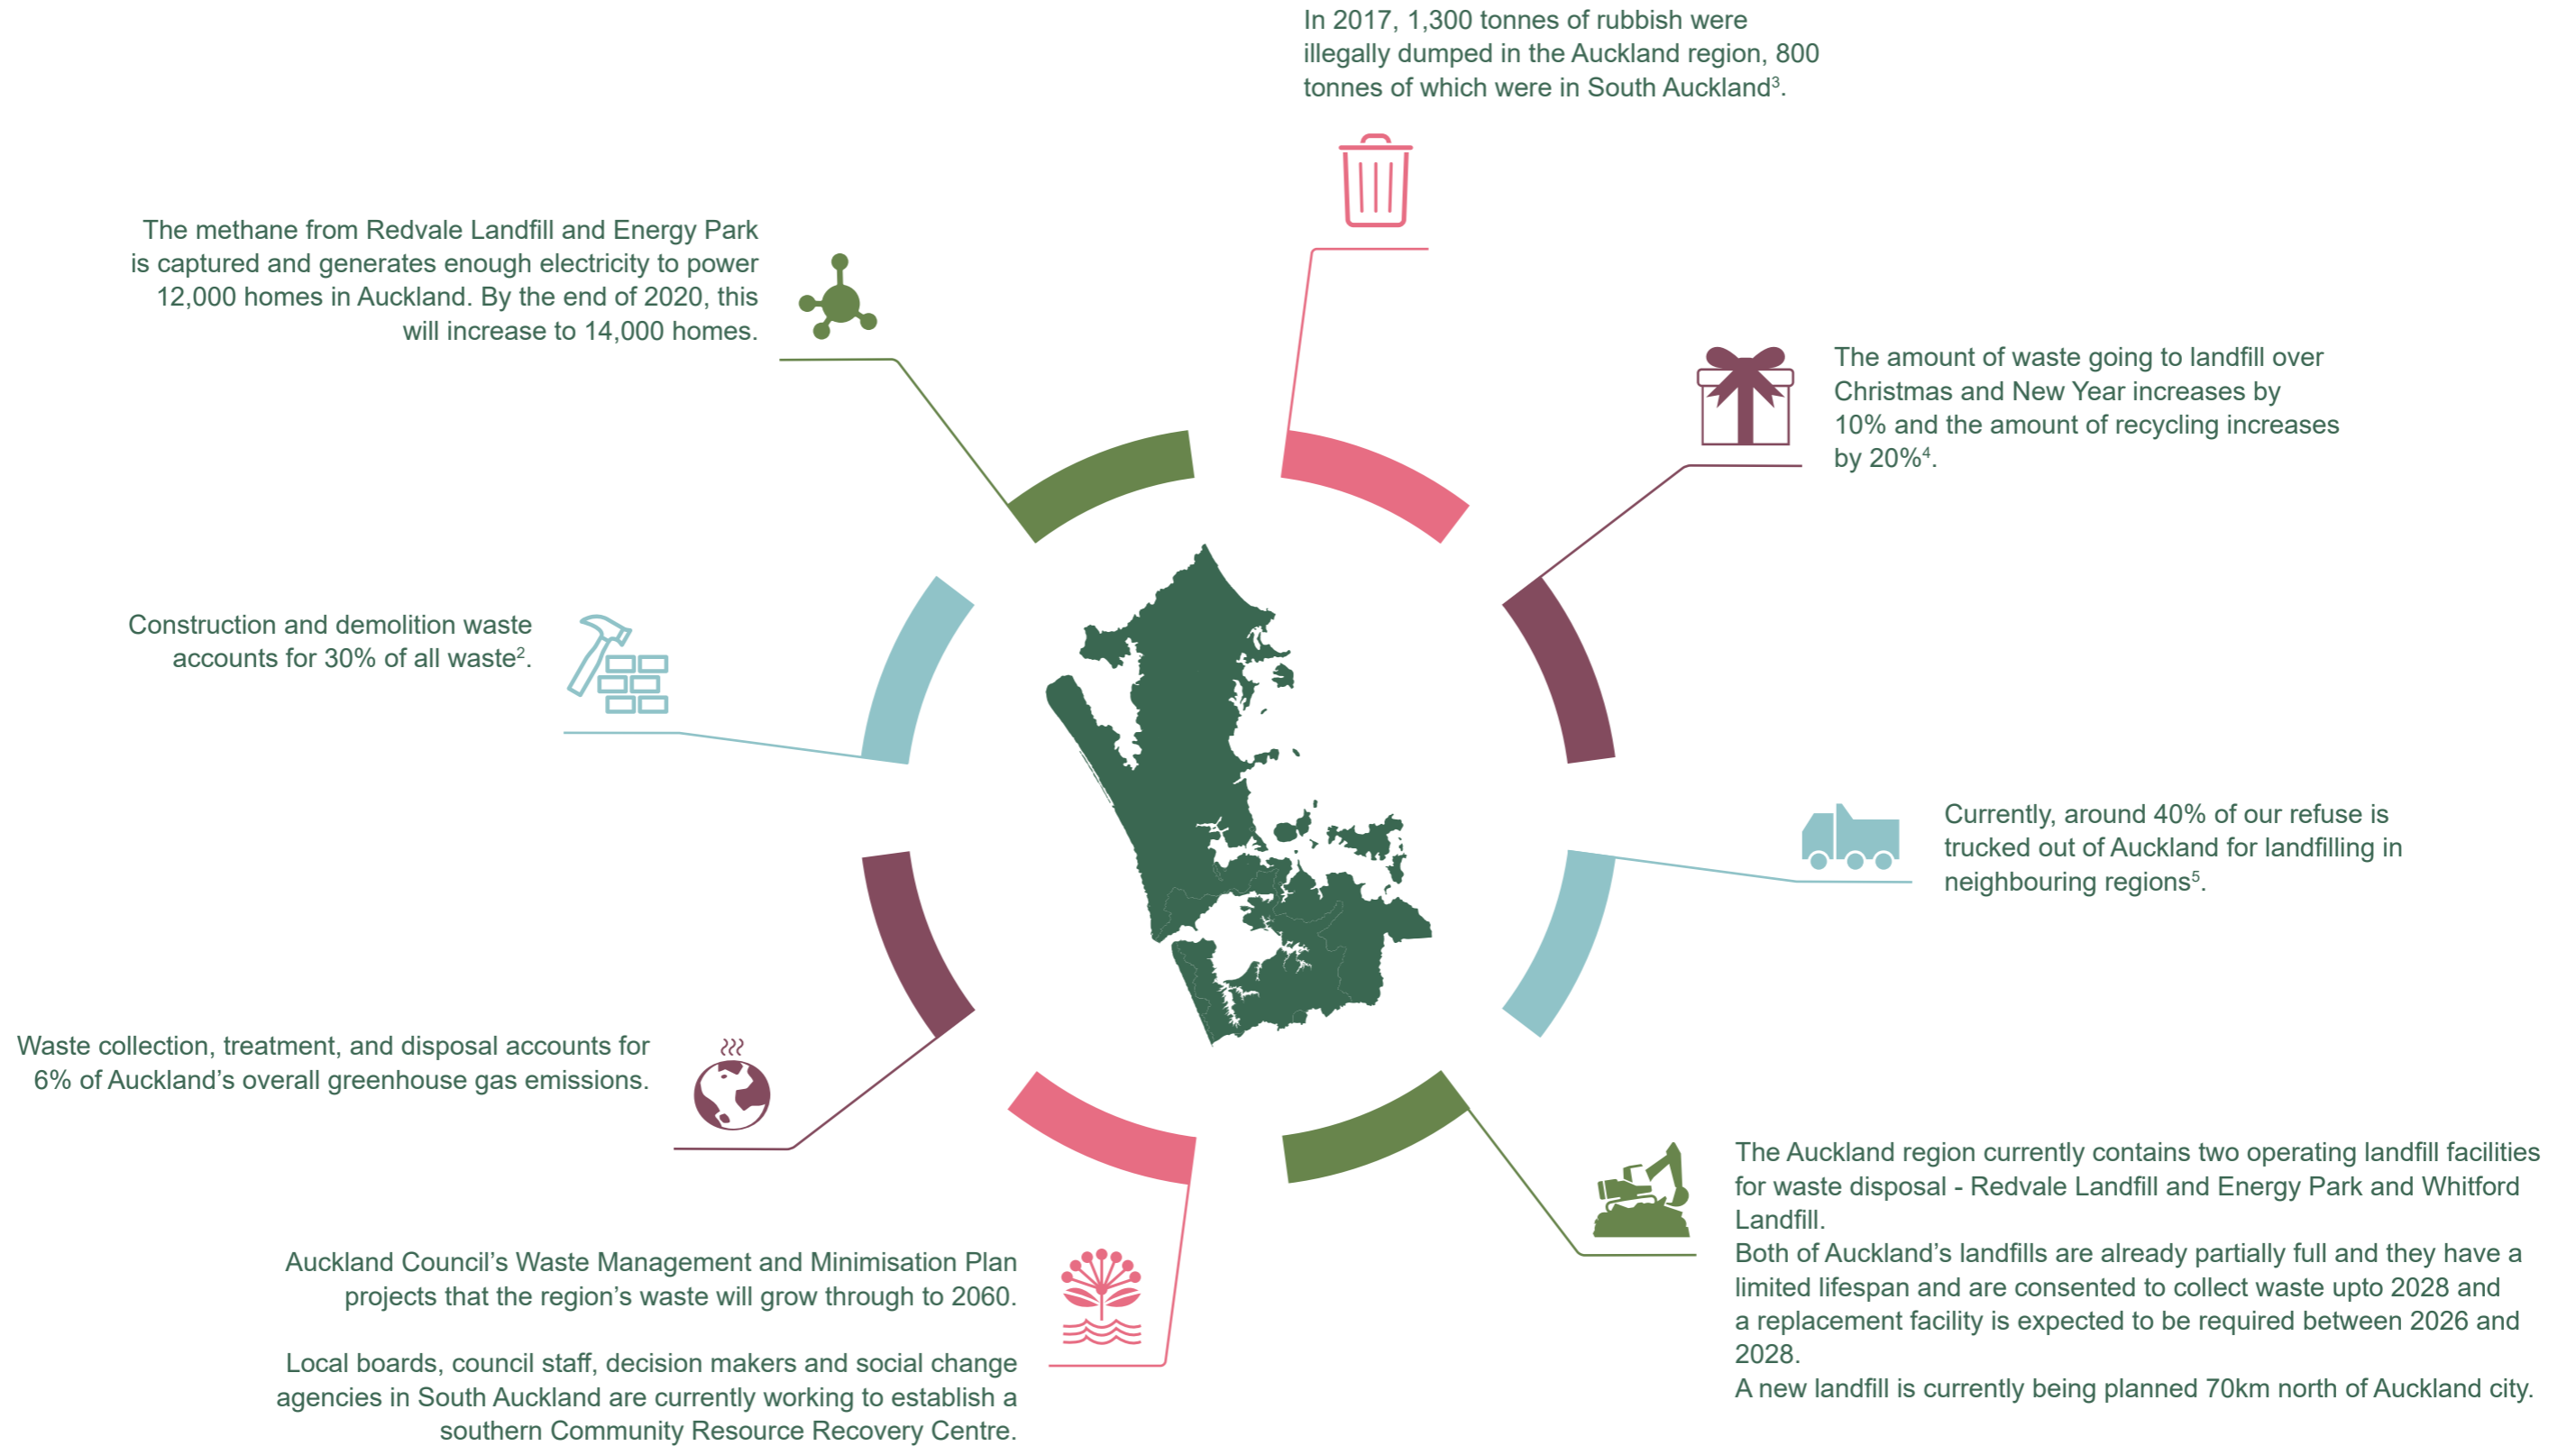 In 2017, 1,300 tonnes of rubbish were
illegally dumped in the Auckland region, 800
tonnes of which were in South Auckland³.
The methane from Redvale Landfill and Energy Park
is captured and generates enough electricity to power
12,000 homes in Auckland. By the end of 2020, this
will increase to 14,000 homes.
The amount of waste going to landfill over
Christmas and New Year increases by
10% and the amount of recycling increases
by 20%⁴.
Construction and demolition waste
accounts for 30% of all waste².
Currently, around 40% of our refuse is
trucked out of Auckland for landfilling in
neighbouring regions⁵.
Waste collection, treatment, and disposal accounts for
6% of Auckland’s overall greenhouse gas emissions.
The Auckland region currently contains two operating landfill facilities
for waste disposal - Redvale Landfill and Energy Park and Whitford
Landfill.
Both of Auckland’s landfills are already partially full and they have a
limited lifespan and are consented to collect waste upto 2028 and
a replacement facility is expected to be required between 2026 and
2028.
A new landfill is currently being planned 70km north of Auckland city.
Auckland Council’s Waste Management and Minimisation Plan
projects that the region’s waste will grow through to 2060.
Local boards, council staff, decision makers and social change
agencies in South Auckland are currently working to establish a
southern Community Resource Recovery Centre.